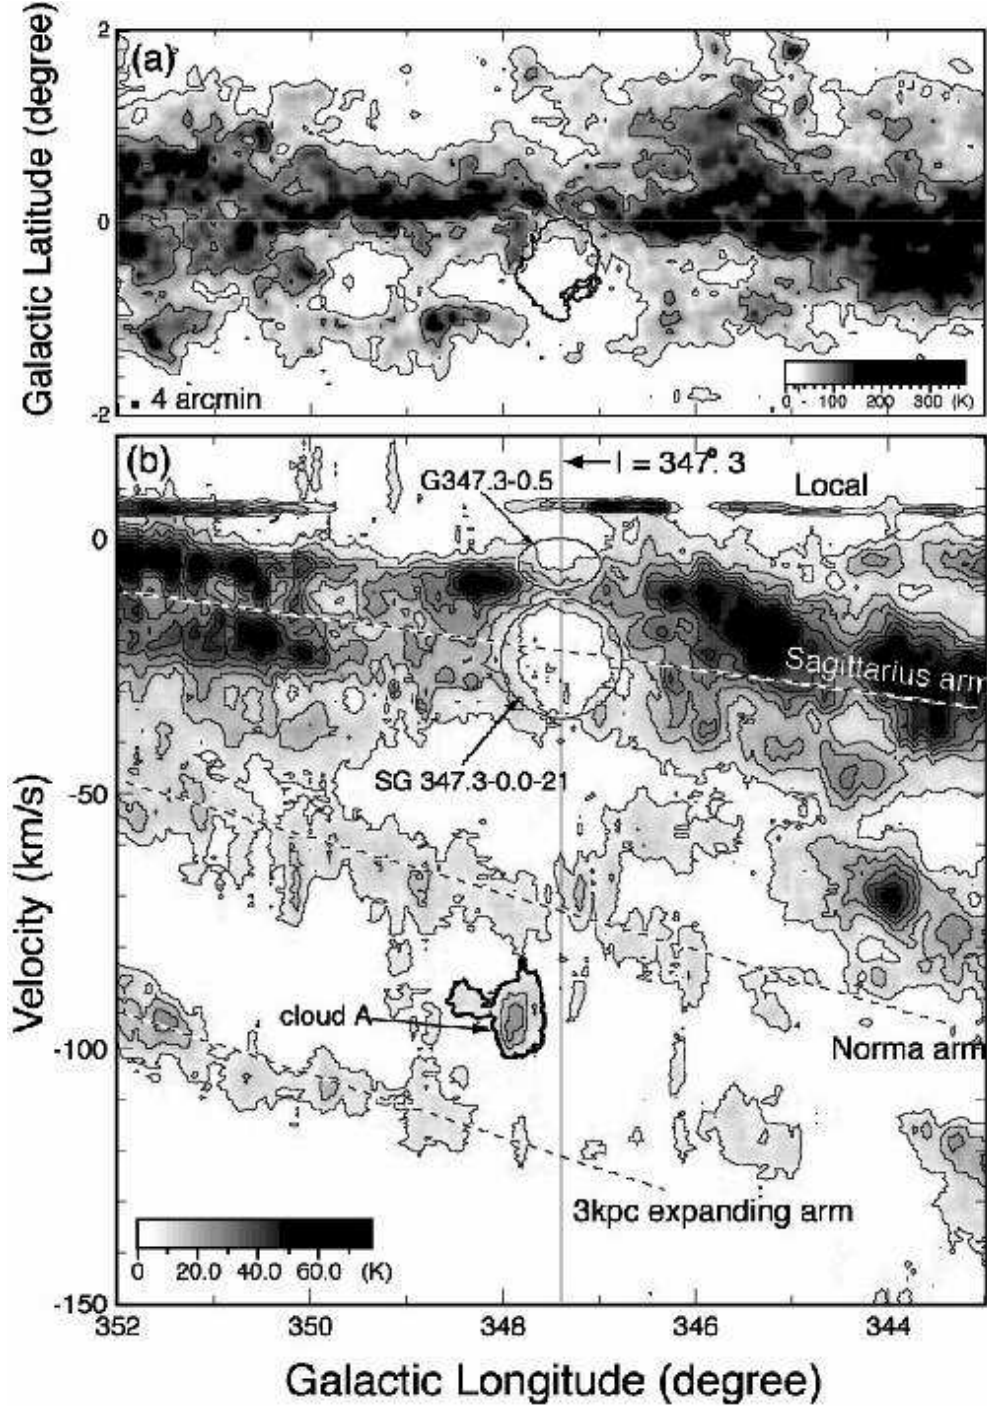 (a)
Galactic Latitude (degree)
2
0
-2
4 arcmin
0 100 200 300 (K)
(b)
l = 347.°3
G347.3-0.5
Local
Sagittarius arm
SG 347.3-0.0-21
cloud A
Norma arm
3kpc expanding arm
0 20.0 40.0 60.0 (K)
Velocity (km/s)
0
-50
-100
-150
352 350 348 346 344
Galactic Longitude (degree)